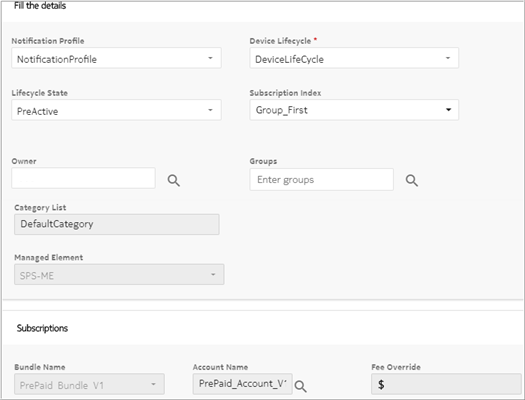 Fill the details
Notification Profile
Device Lifecycle *
NotificationProfile
DeviceLifeCycle
Lifecycle State
Subscription Index
PreActive
Group_First
Owner
Groups
Enter groups
Category List
DefaultCategory
Managed Element
SPS-ME
Subscriptions
Bundle Name
Account Name
Fee Override
PrePaid_Bundle_V1
PrePaid_Account_V
$